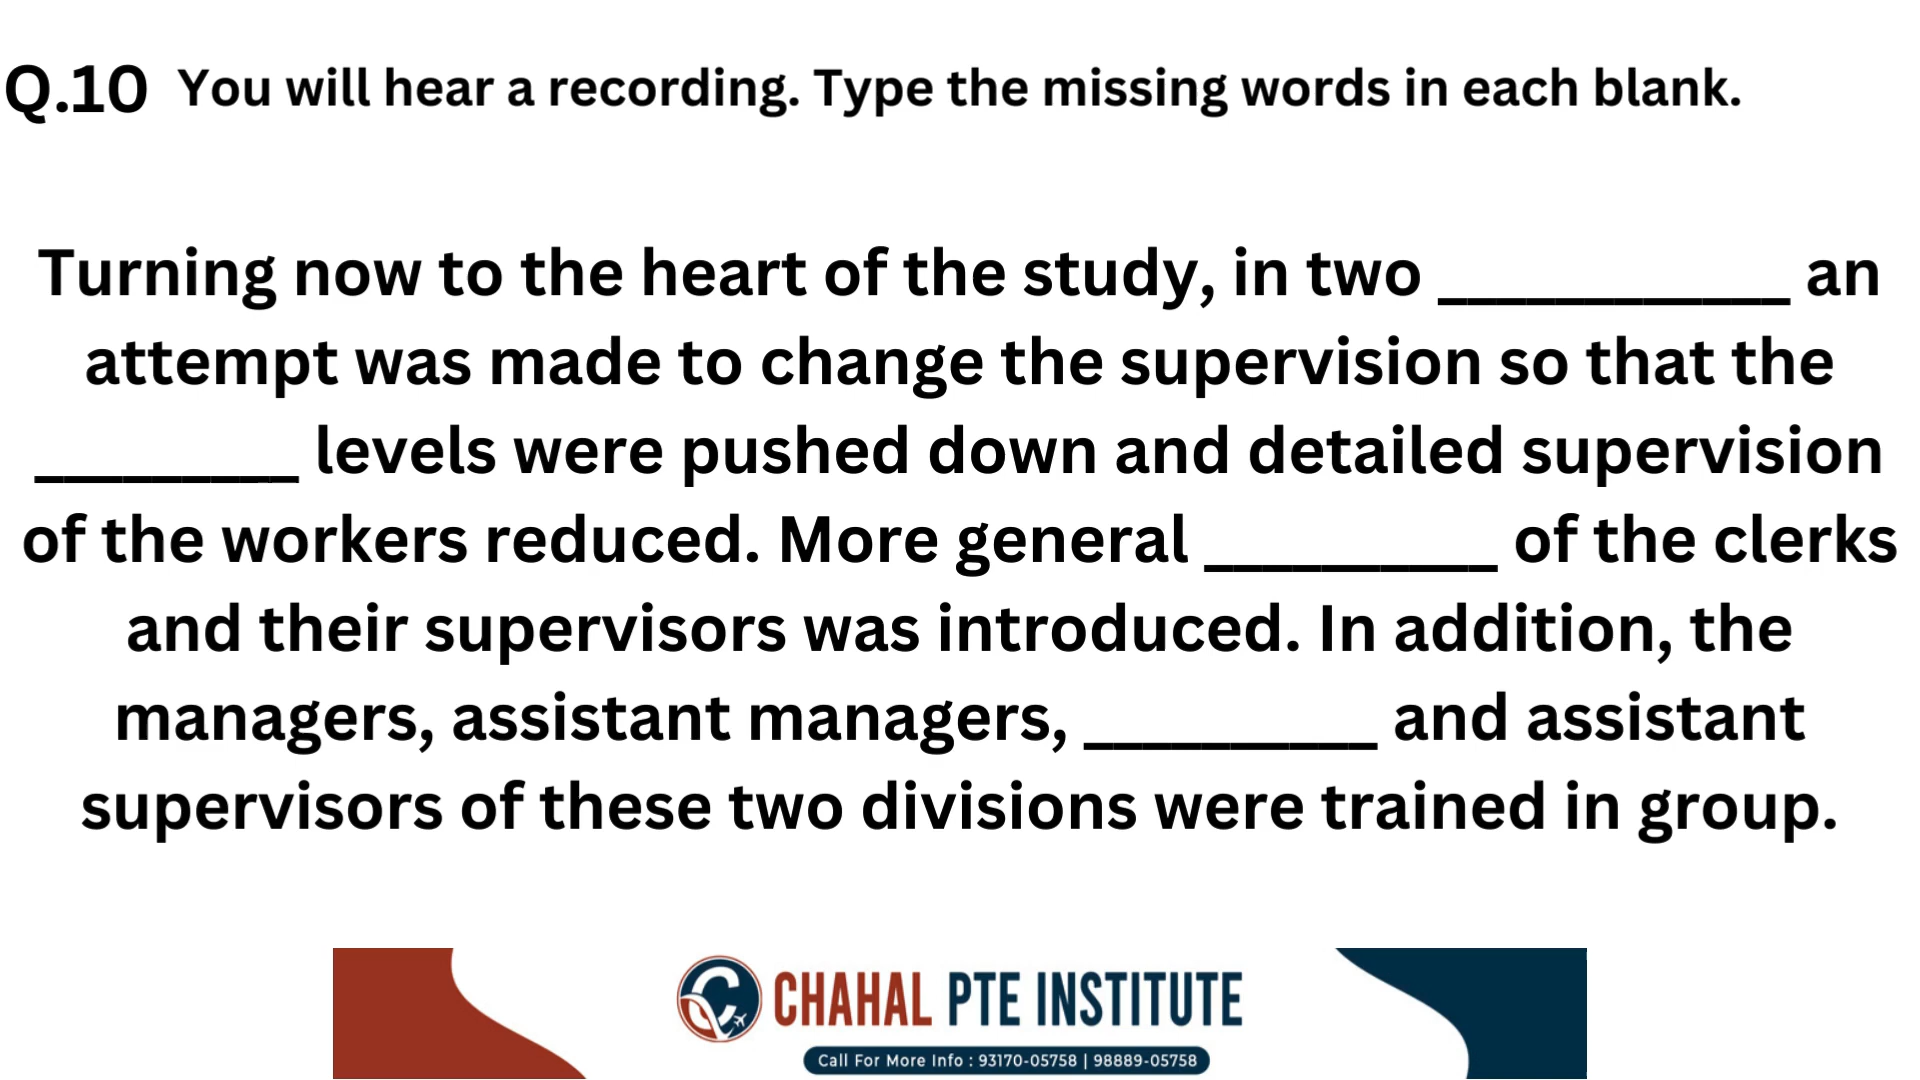 Q.10 You will hear a recording. Type the missing words in each blank.
Turning now to the heart of the study, in two ____________ an
attempt was made to change the supervision so that the
_________ levels were pushed down and detailed supervision
of the workers reduced. More general __________ of the clerks
and their supervisors was introduced. In addition, the
managers, assistant managers, __________ and assistant
supervisors of these two divisions were trained in group.
CHAHAL PTE INSTITUTE
Call For More Info : 93170-05758 | 98889-05758